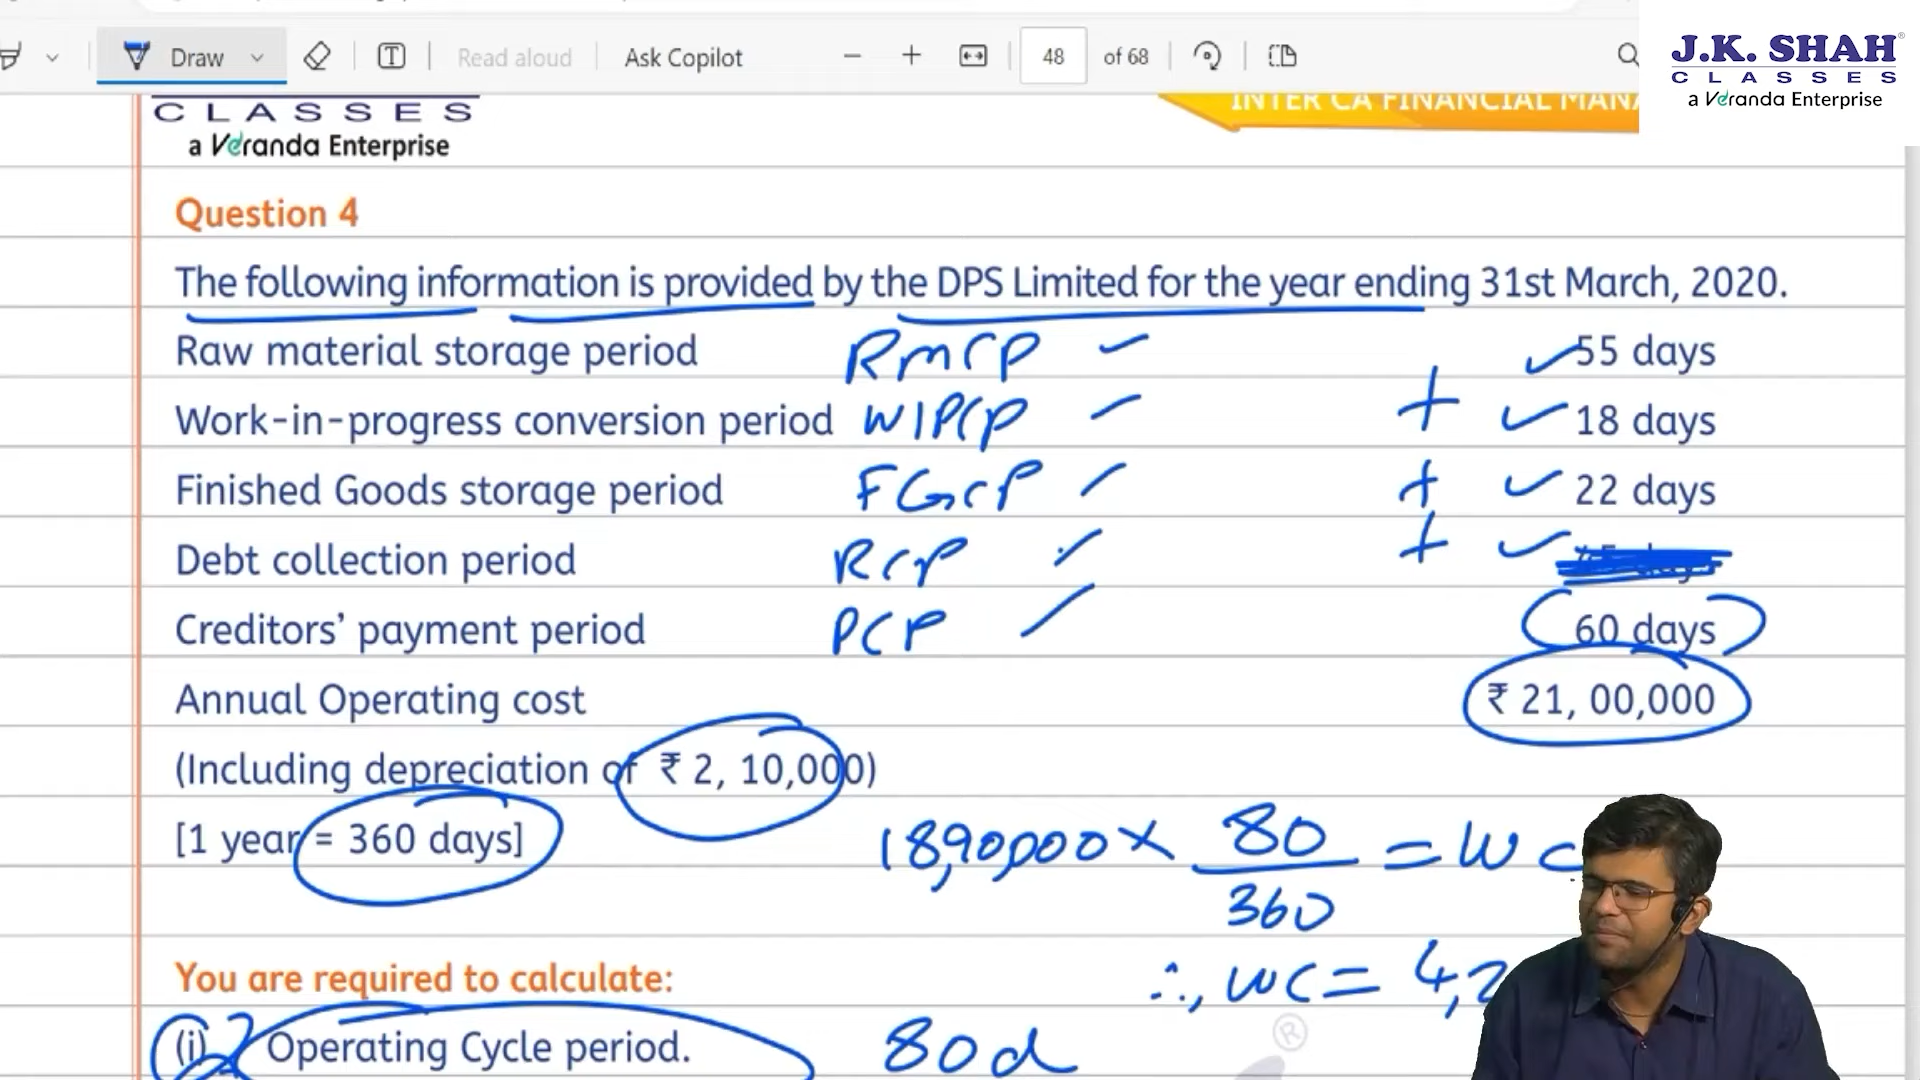 Draw
Read aloud
Ask Copilot
48 of 68
J.K. SHAH
CLASSES
a Veranda Enterprise
CLASSES
a Veranda Enterprise
INTER CA FINANCIAL
Question 4
The following information is provided by the DPS Limited for the year ending 31st March, 2020.
Raw material storage period RMCP 55 days
Work-in-progress conversion period WIPCP + 18 days
Finished Goods storage period FGCP + 22 days
Debt collection period RCP +
Creditors' payment period PCP (60 days)
Annual Operating cost ₹ 21, 00,000
(Including depreciation of ₹ 2, 10,000)
[1 year = 360 days]
18,90,000 × 80/360 = WC
∴, WC = 4,2
You are required to calculate:
(i) Operating Cycle period. 80d